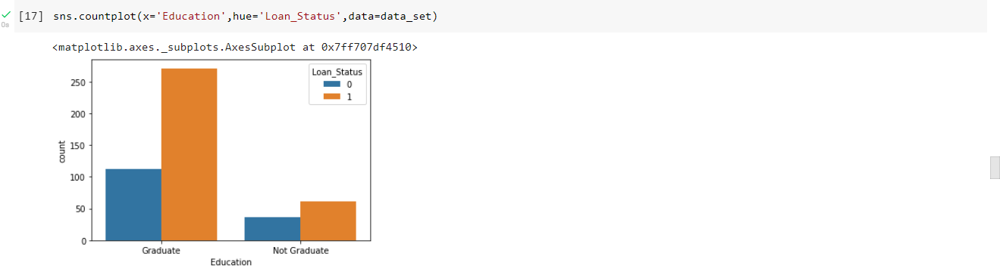 [17] sns.countplot(x='Education',hue='Loan_Status',data=data_set)
0s
<matplotlib.axes._subplots.AxesSubplot at 0x7ff707df4510>
Loan_Status
0
1
250
200
150
100
50
0
count
Graduate Not Graduate
Education